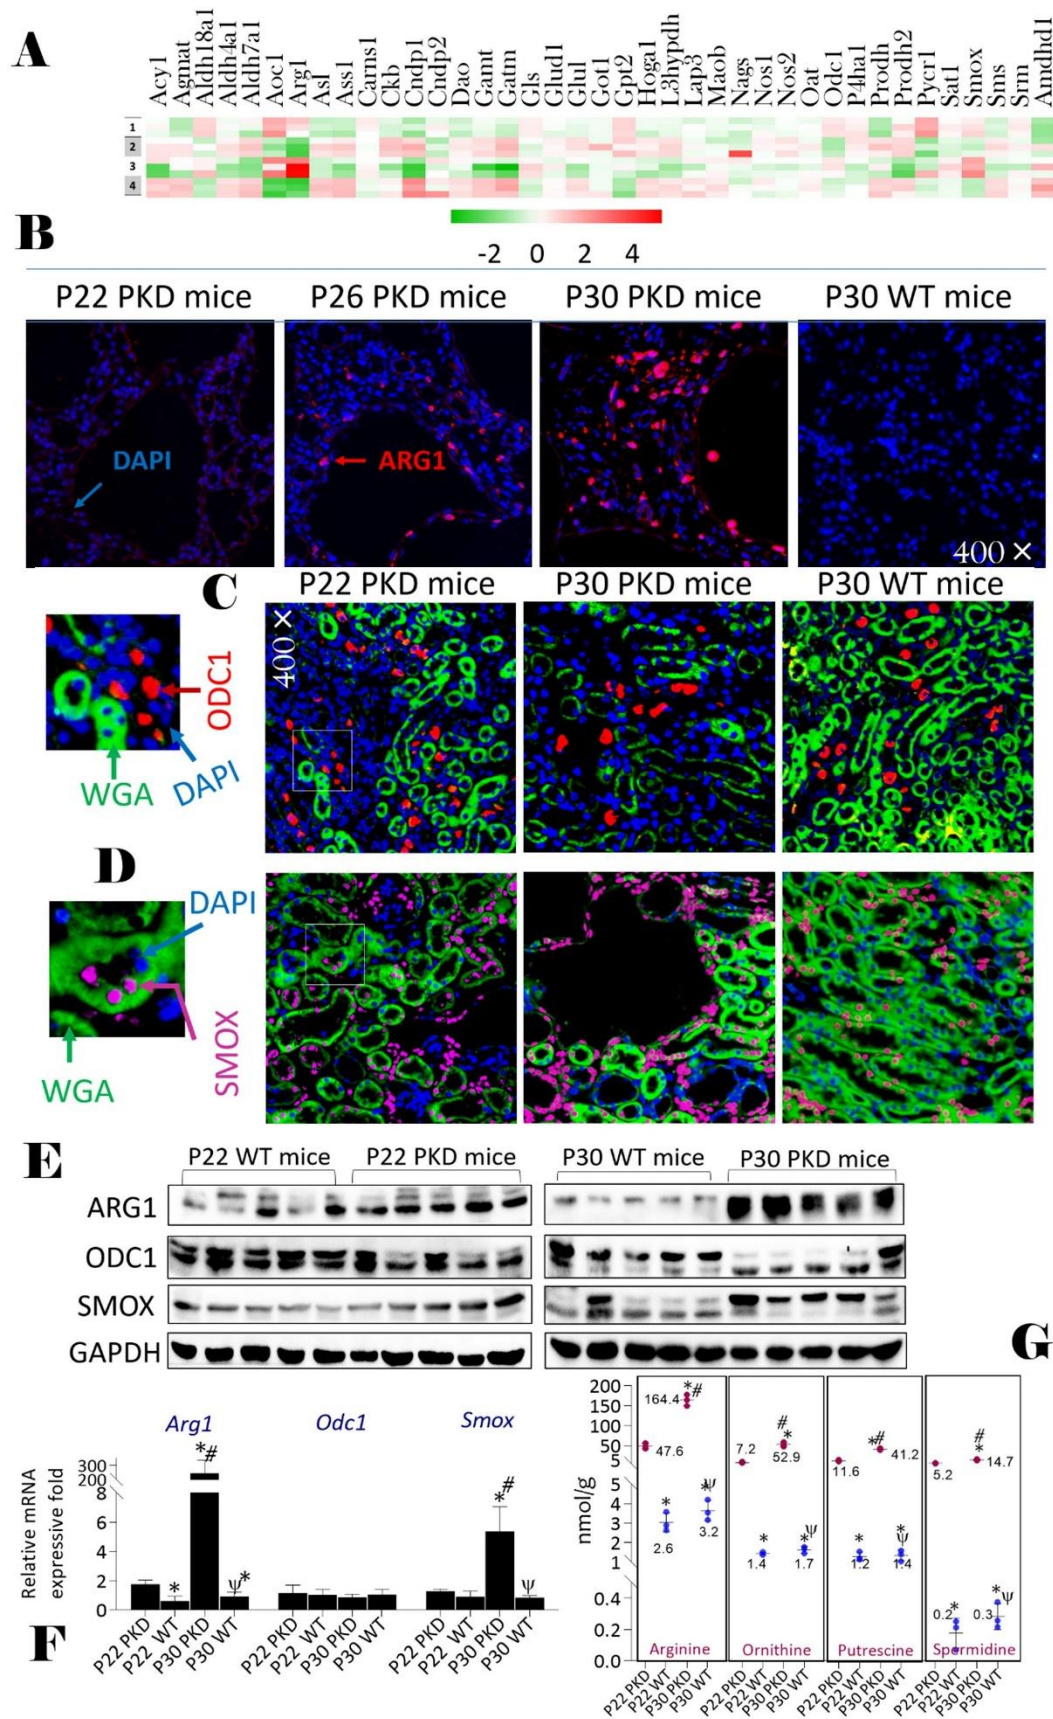 A
Acy1
Agmat
Aldh18a1
Aldh4a1
Aldh7a1
Aoc1
Arg1
Asl
Ass1
Carns1
Ckb
Cndp1
Cndp2
Dao
Gamt
Gatm
Gls
Glud1
Glul
Got1
Gpt2
Hoga1
L3hypdh
Lap3
Maob
Nags
Nos1
Nos2
Oat
Odc1
P4ha1
Prodh
Prodh2
Pycr1
Sat1
Smox
Sms
Srm
Amdhd1
1
2
3
4
-2 0 2 4
B
P22 PKD mice P26 PKD mice P30 PKD mice P30 WT mice
DAPI
ARG1
400 ×
C
P22 PKD mice P30 PKD mice P30 WT mice
400 ×
ODC1
DAPI
WGA
D
DAPI
SMOX
WGA
E
P22 WT mice P22 PKD mice P30 WT mice P30 PKD mice
ARG1
ODC1
SMOX
GAPDH
F
Arg1 Odc1 Smox
Relative mRNA
expressive fold
300
200
8
6
4
2
0
*#
*
ψ*
*#
ψ
P22 PKD
P22 WT
P30 PKD
P30 WT
P22 PKD
P22 WT
P30 PKD
P30 WT
P22 PKD
P22 WT
P30 PKD
P30 WT
G
nmol/g
200
150
100
50
5
5
4
3
2
1
0.4
0.2
0.0
164.4
*#
47.6
*
2.6
*ψ
3.2
Arginine
7.2
#
*
52.9
*
1.4
*ψ
1.7
Ornithine
11.6
*#
41.2
*
1.2
*
ψ
1.4
Putrescine
5.2
#
*
14.7
0.2
*
0.3
*ψ
Spermidine
P22 PKD
P22 WT
P30 PKD
P30 WT
P22 PKD
P22 WT
P30 PKD
P30 WT
P22 PKD
P22 WT
P30 PKD
P30 WT
P22 PKD
P22 WT
P30 PKD
P30 WT